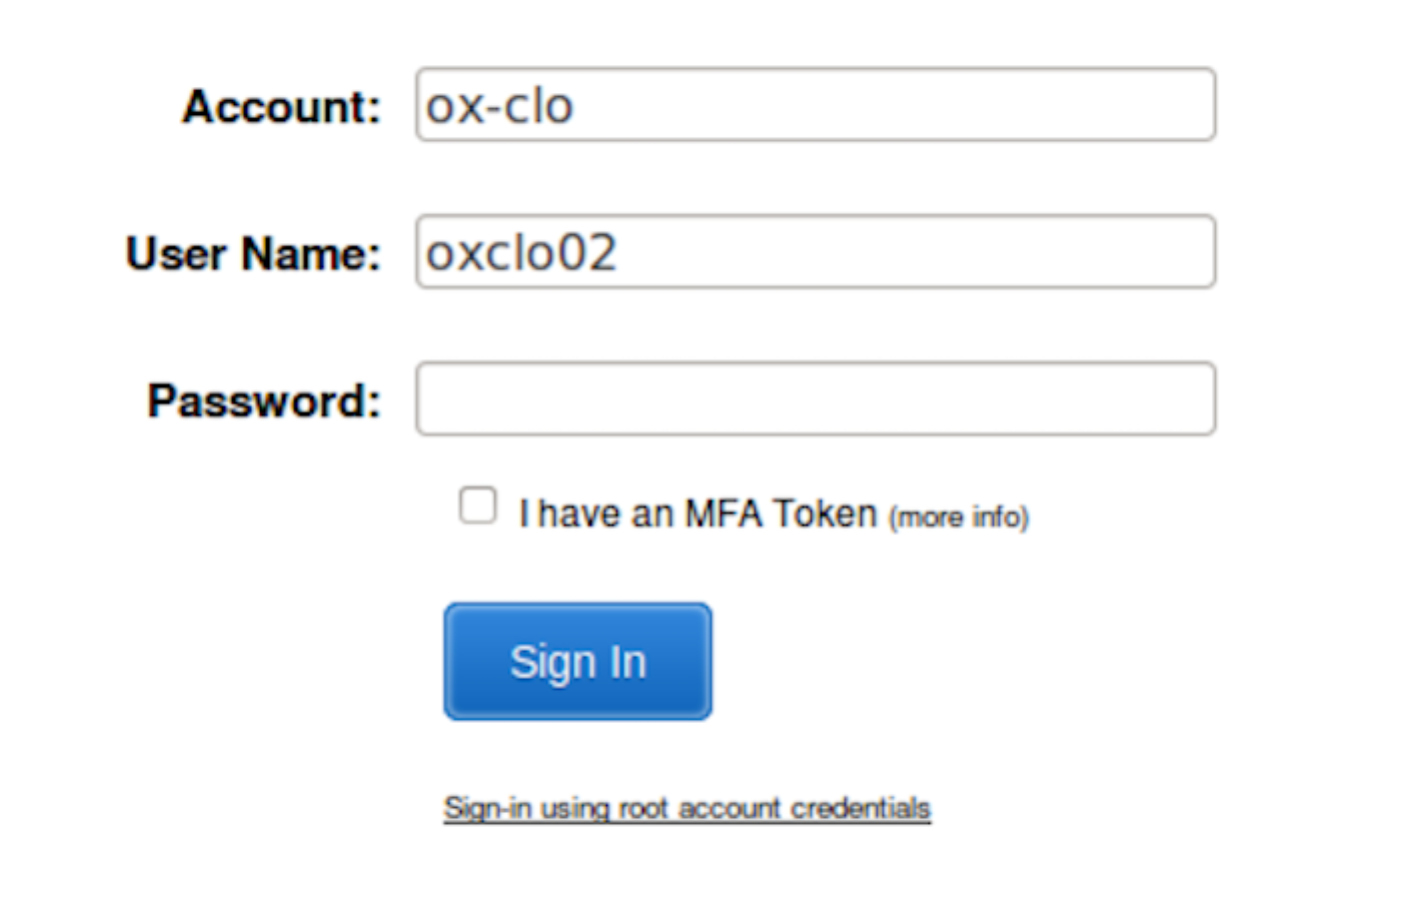 Account: ox-clo
User Name: oxclo02
Password:
I have an MFA Token (more info)
Sign In
Sign-in using root account credentials